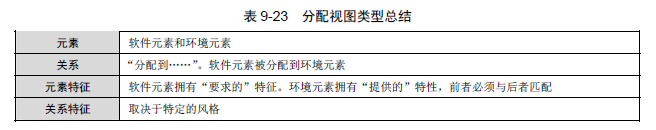 表 9-23 分配视图类型总结
元素 软件元素和环境元素
关系 “分配到……”。软件元素被分配到环境元素
元素特征 软件元素拥有“要求的”特征。环境元素拥有“提供的”特性，前者必须与后者匹配
关系特征 取决于特定的风格